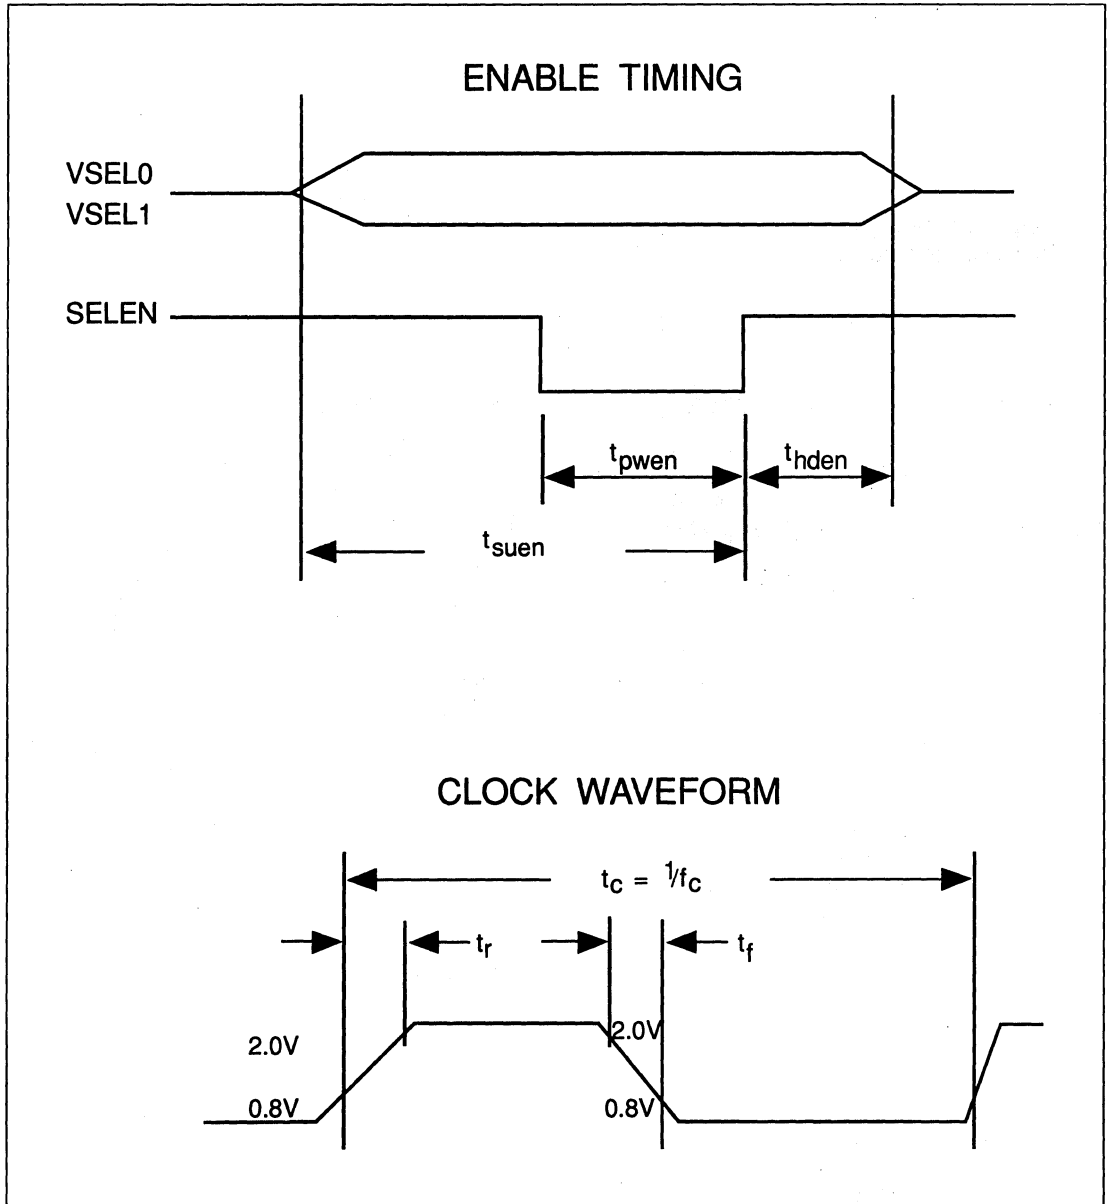 ENABLE TIMING
VSEL0
VSEL1
SELEN
tpwen
thden
tsuen
CLOCK WAVEFORM
tc = 1/fc
tr
tf
2.0V
2.0V
0.8V
0.8V